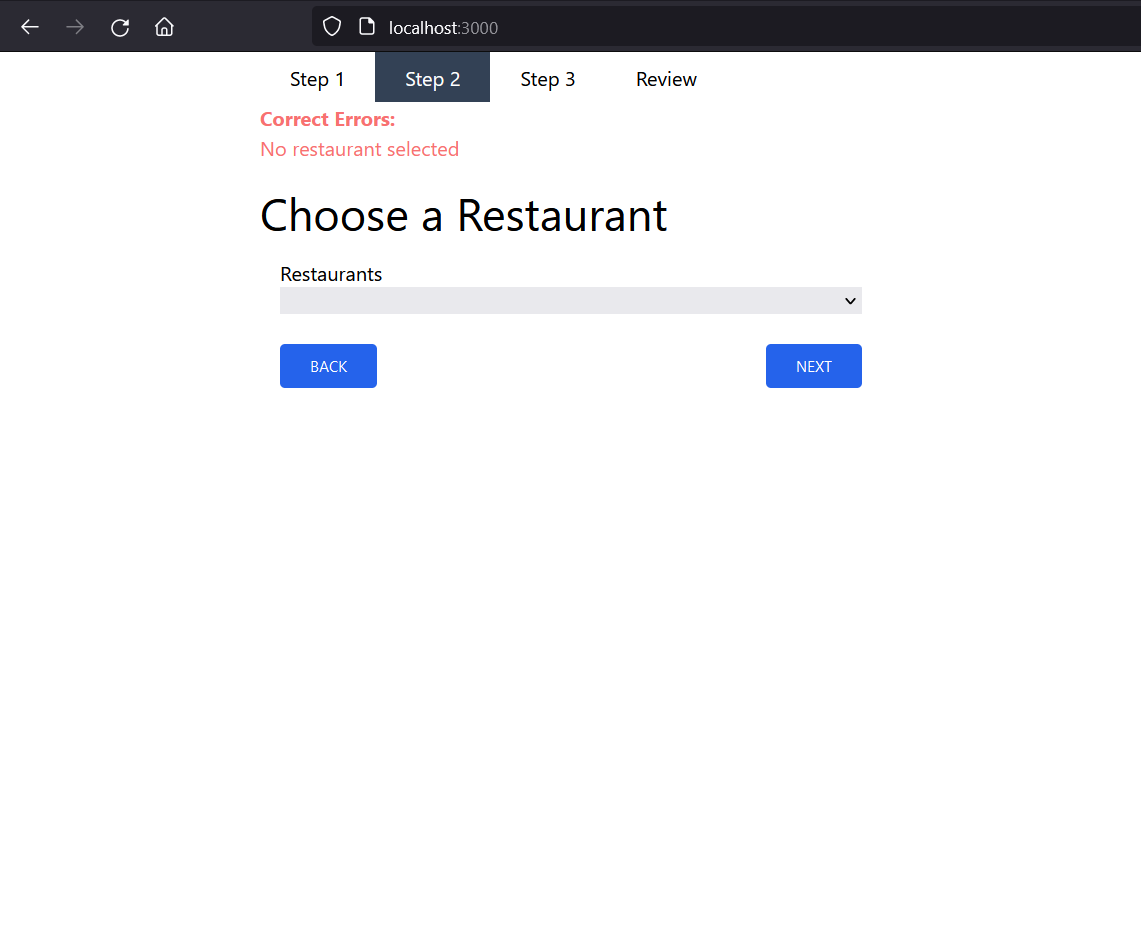 localhost:3000
Step 1 Step 2 Step 3 Review
Correct Errors:
No restaurant selected
Choose a Restaurant
Restaurants
BACK NEXT